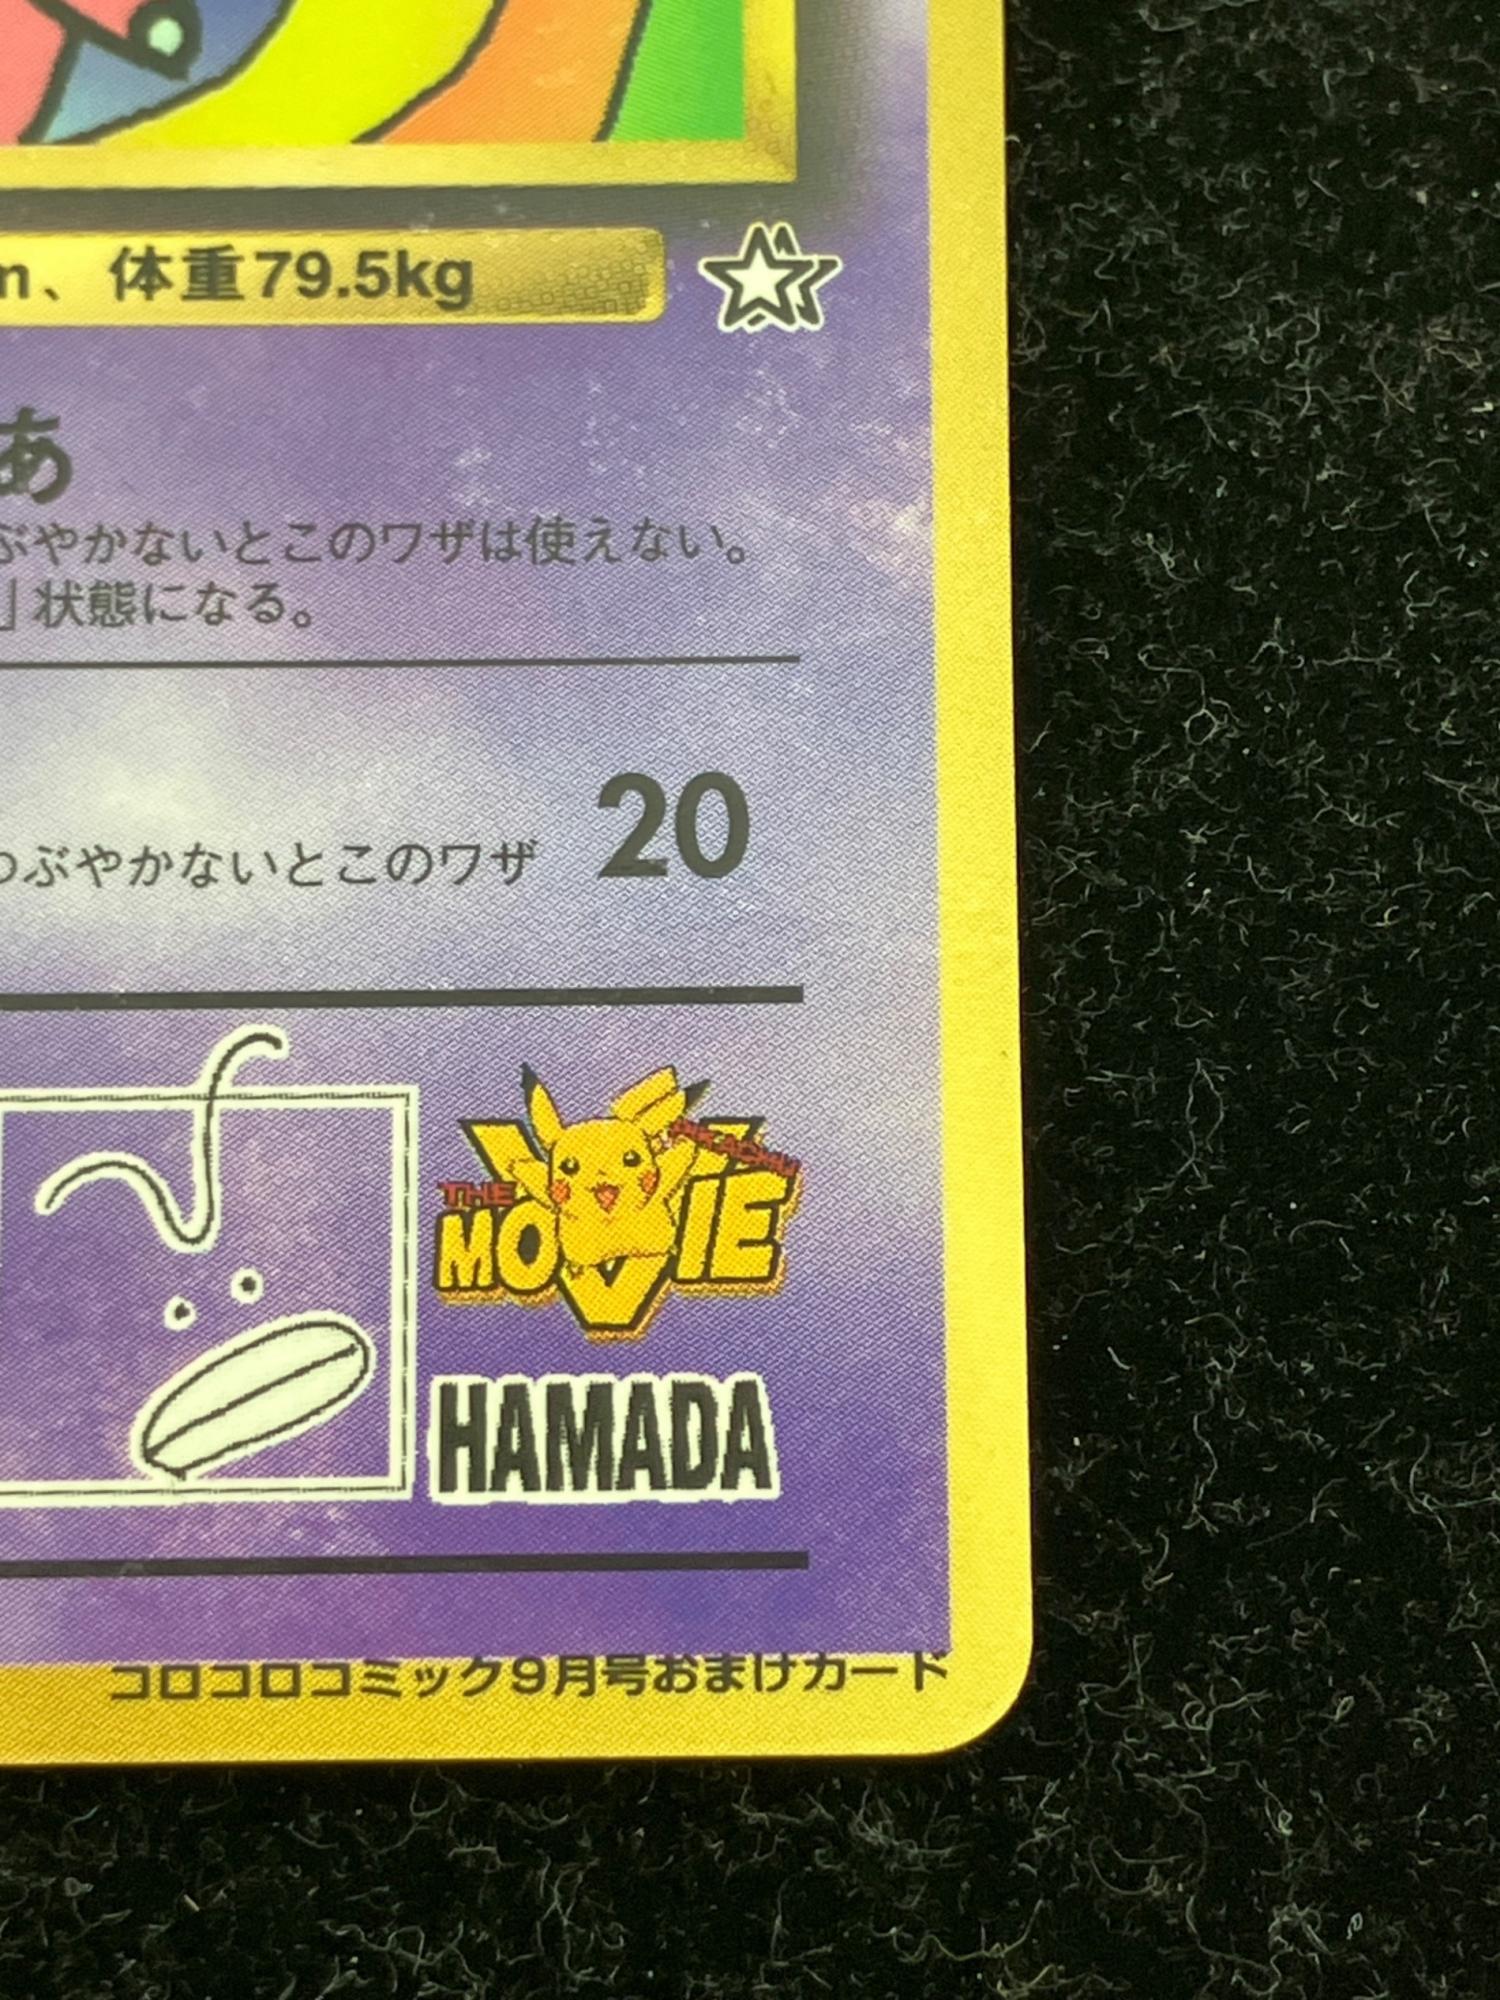 m、体重79.5kg
あ
ぶやかないとこのワザは使えない。
」状態になる。
20
つぶやかないとこのワザ
PIKACHU
THE
MOVIE
HAMADA
コロコロコミック9月号おまけカード